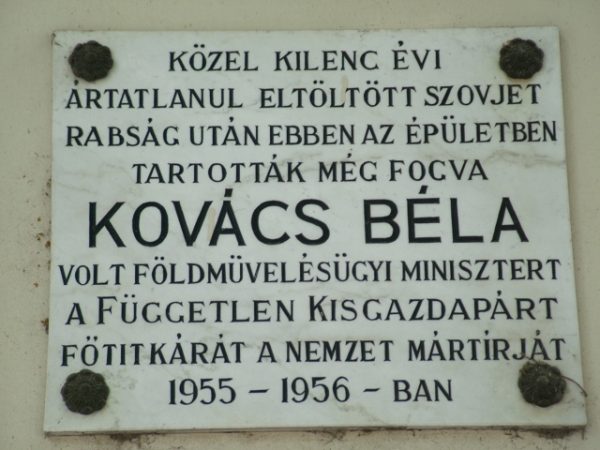 KÖZEL KILENC ÉVI
ÁRTATLANUL ELTÖLTÖTT SZOVJET
RABSÁG UTÁN EBBEN AZ ÉPÜLETBEN
TARTOTTÁK MÉG FOGVA
KOVÁCS BÉLA
VOLT FÖLDMÜVELÉSÜGYI MINISZTERT
A FÜGGETLEN KISGAZDAPÁRT
FÖTITKÁRÁT A NEMZET MÁRTÍRJÁT
1955 – 1956 – BAN